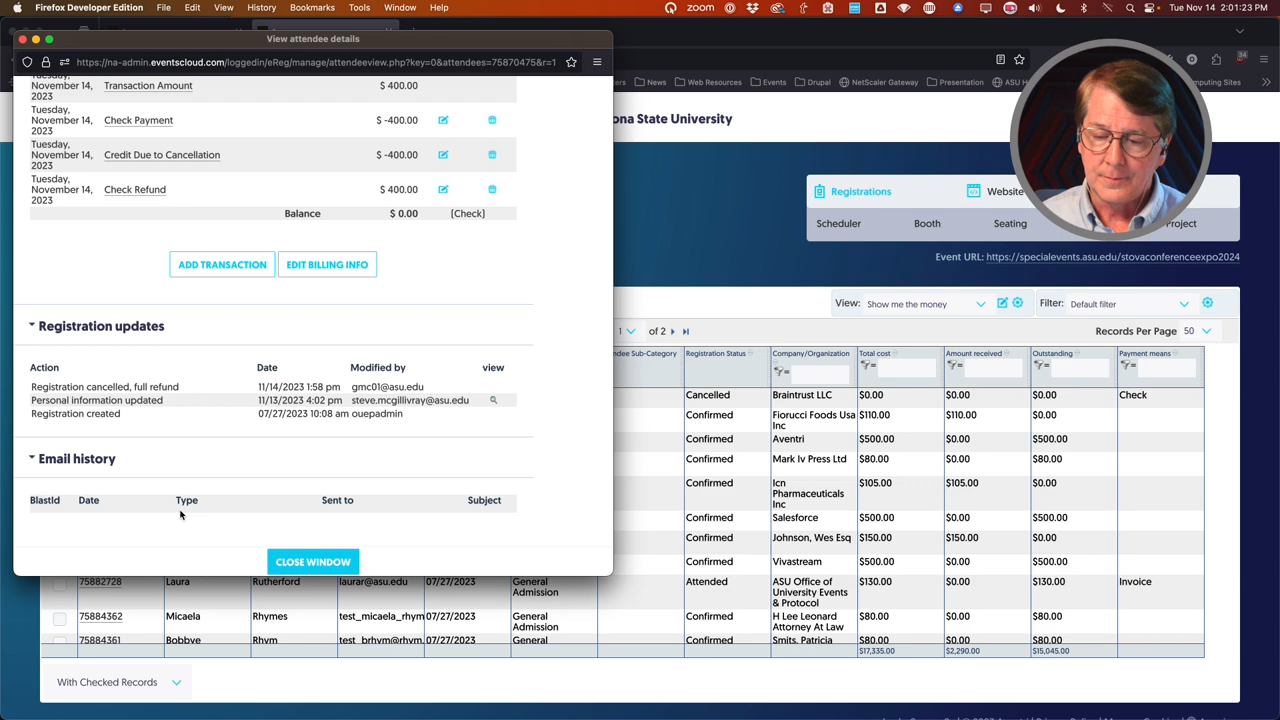 Firefox Developer Edition File Edit View History Bookmarks Tools Window Help zoom Tue Nov 14 2:01:23 PM
View attendee details
https://na-admin.eventscloud.com/loggedin/eReg/manage/attendeeview.php?key=0&attendees=75870475&r=1
News Web Resources Events Drupal NetScaler Gateway Presentation ASU H
Tuesday,
November 14,
2023
Transaction Amount $ 400.00
Tuesday,
November 14,
2023
Check Payment $ -400.00
Tuesday,
November 14,
2023
Credit Due to Cancellation $ -400.00
Tuesday,
November 14,
2023
Check Refund $ 400.00
Balance $ 0.00 (Check)
ADD TRANSACTION EDIT BILLING INFO
Registration updates
Action Date Modified by view
Registration cancelled, full refund 11/14/2023 1:58 pm gmc01@asu.edu
Personal information updated 11/13/2023 4:02 pm steve.mcgillivray@asu.edu
Registration created 07/27/2023 10:08 am ouepadmin
Email history
BlastId Date Type Sent to Subject
CLOSE WINDOW
ona State University
Registrations Website
Scheduler Booth Seating Project
Event URL: https://specialevents.asu.edu/stovaconferenceexpo2024
View: Show me the money Filter: Default filter
1 of 2 Records Per Page 50
ndee Sub-Category Registration Status Company/Organization Total cost Amount received Outstanding Payment means
Cancelled Braintrust LLC $0.00 $0.00 $0.00 Check
Confirmed Fiorucci Foods Usa Inc $110.00 $110.00 $0.00
Confirmed Aventri $500.00 $0.00 $500.00
Confirmed Mark Iv Press Ltd $80.00 $0.00 $80.00
Confirmed Icn Pharmaceuticals Inc $105.00 $105.00 $0.00
Confirmed Salesforce $500.00 $0.00 $500.00
Confirmed Johnson, Wes Esq $150.00 $150.00 $0.00
Confirmed Vivastream $500.00 $0.00 $500.00
75882728 Laura Rutherford laurar@asu.edu 07/27/2023 General Admission Attended ASU Office of University Events & Protocol $130.00 $0.00 $130.00 Invoice
75884362 Micaela Rhymes test_micaela_rhym 07/27/2023 General Admission Confirmed H Lee Leonard Attorney At Law $80.00 $0.00 $80.00
75884361 Bobbye Rhym test_brhym@rhym. 07/27/2023 General Confirmed Smits, Patricia $80.00 $0.00 $80.00
$17,335.00 $2,290.00 $15,045.00
With Checked Records